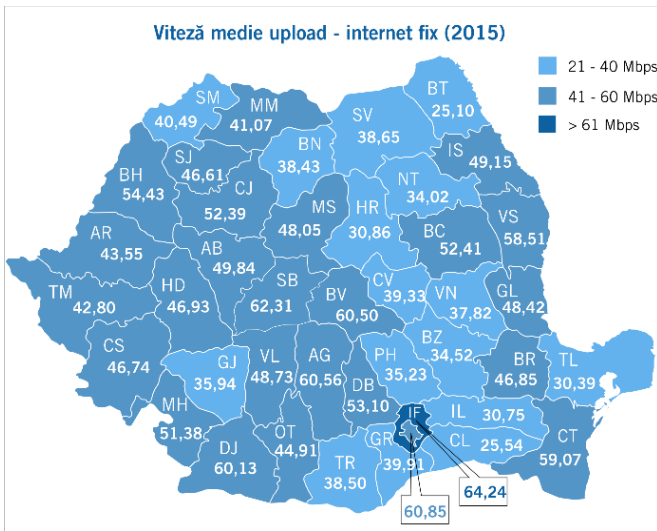 Viteză medie upload - internet fix (2015)
21 - 40 Mbps
41 - 60 Mbps
> 61 Mbps
SM
40,49
MM
41,07
SV
38,65
BT
25,10
BN
38,43
IS
49,15
SJ
46,61
BH
54,43
CJ
52,39
NT
34,02
MS
48,05
HR
30,86
BC
52,41
VS
58,51
AR
43,55
AB
49,84
TM
42,80
HD
46,93
SB
62,31
BV
60,50
CV
39,33
VN
37,82
GL
48,42
CS
46,74
GJ
35,94
VL
48,73
AG
60,56
PH
35,23
BZ
34,52
BR
46,85
TL
30,39
DB
53,10
MH
51,38
IF
IL 30,75
DJ
60,13
OT
44,91
TR
38,50
GR
39,91
CL 25,54
CT
59,07
64,24
60,85